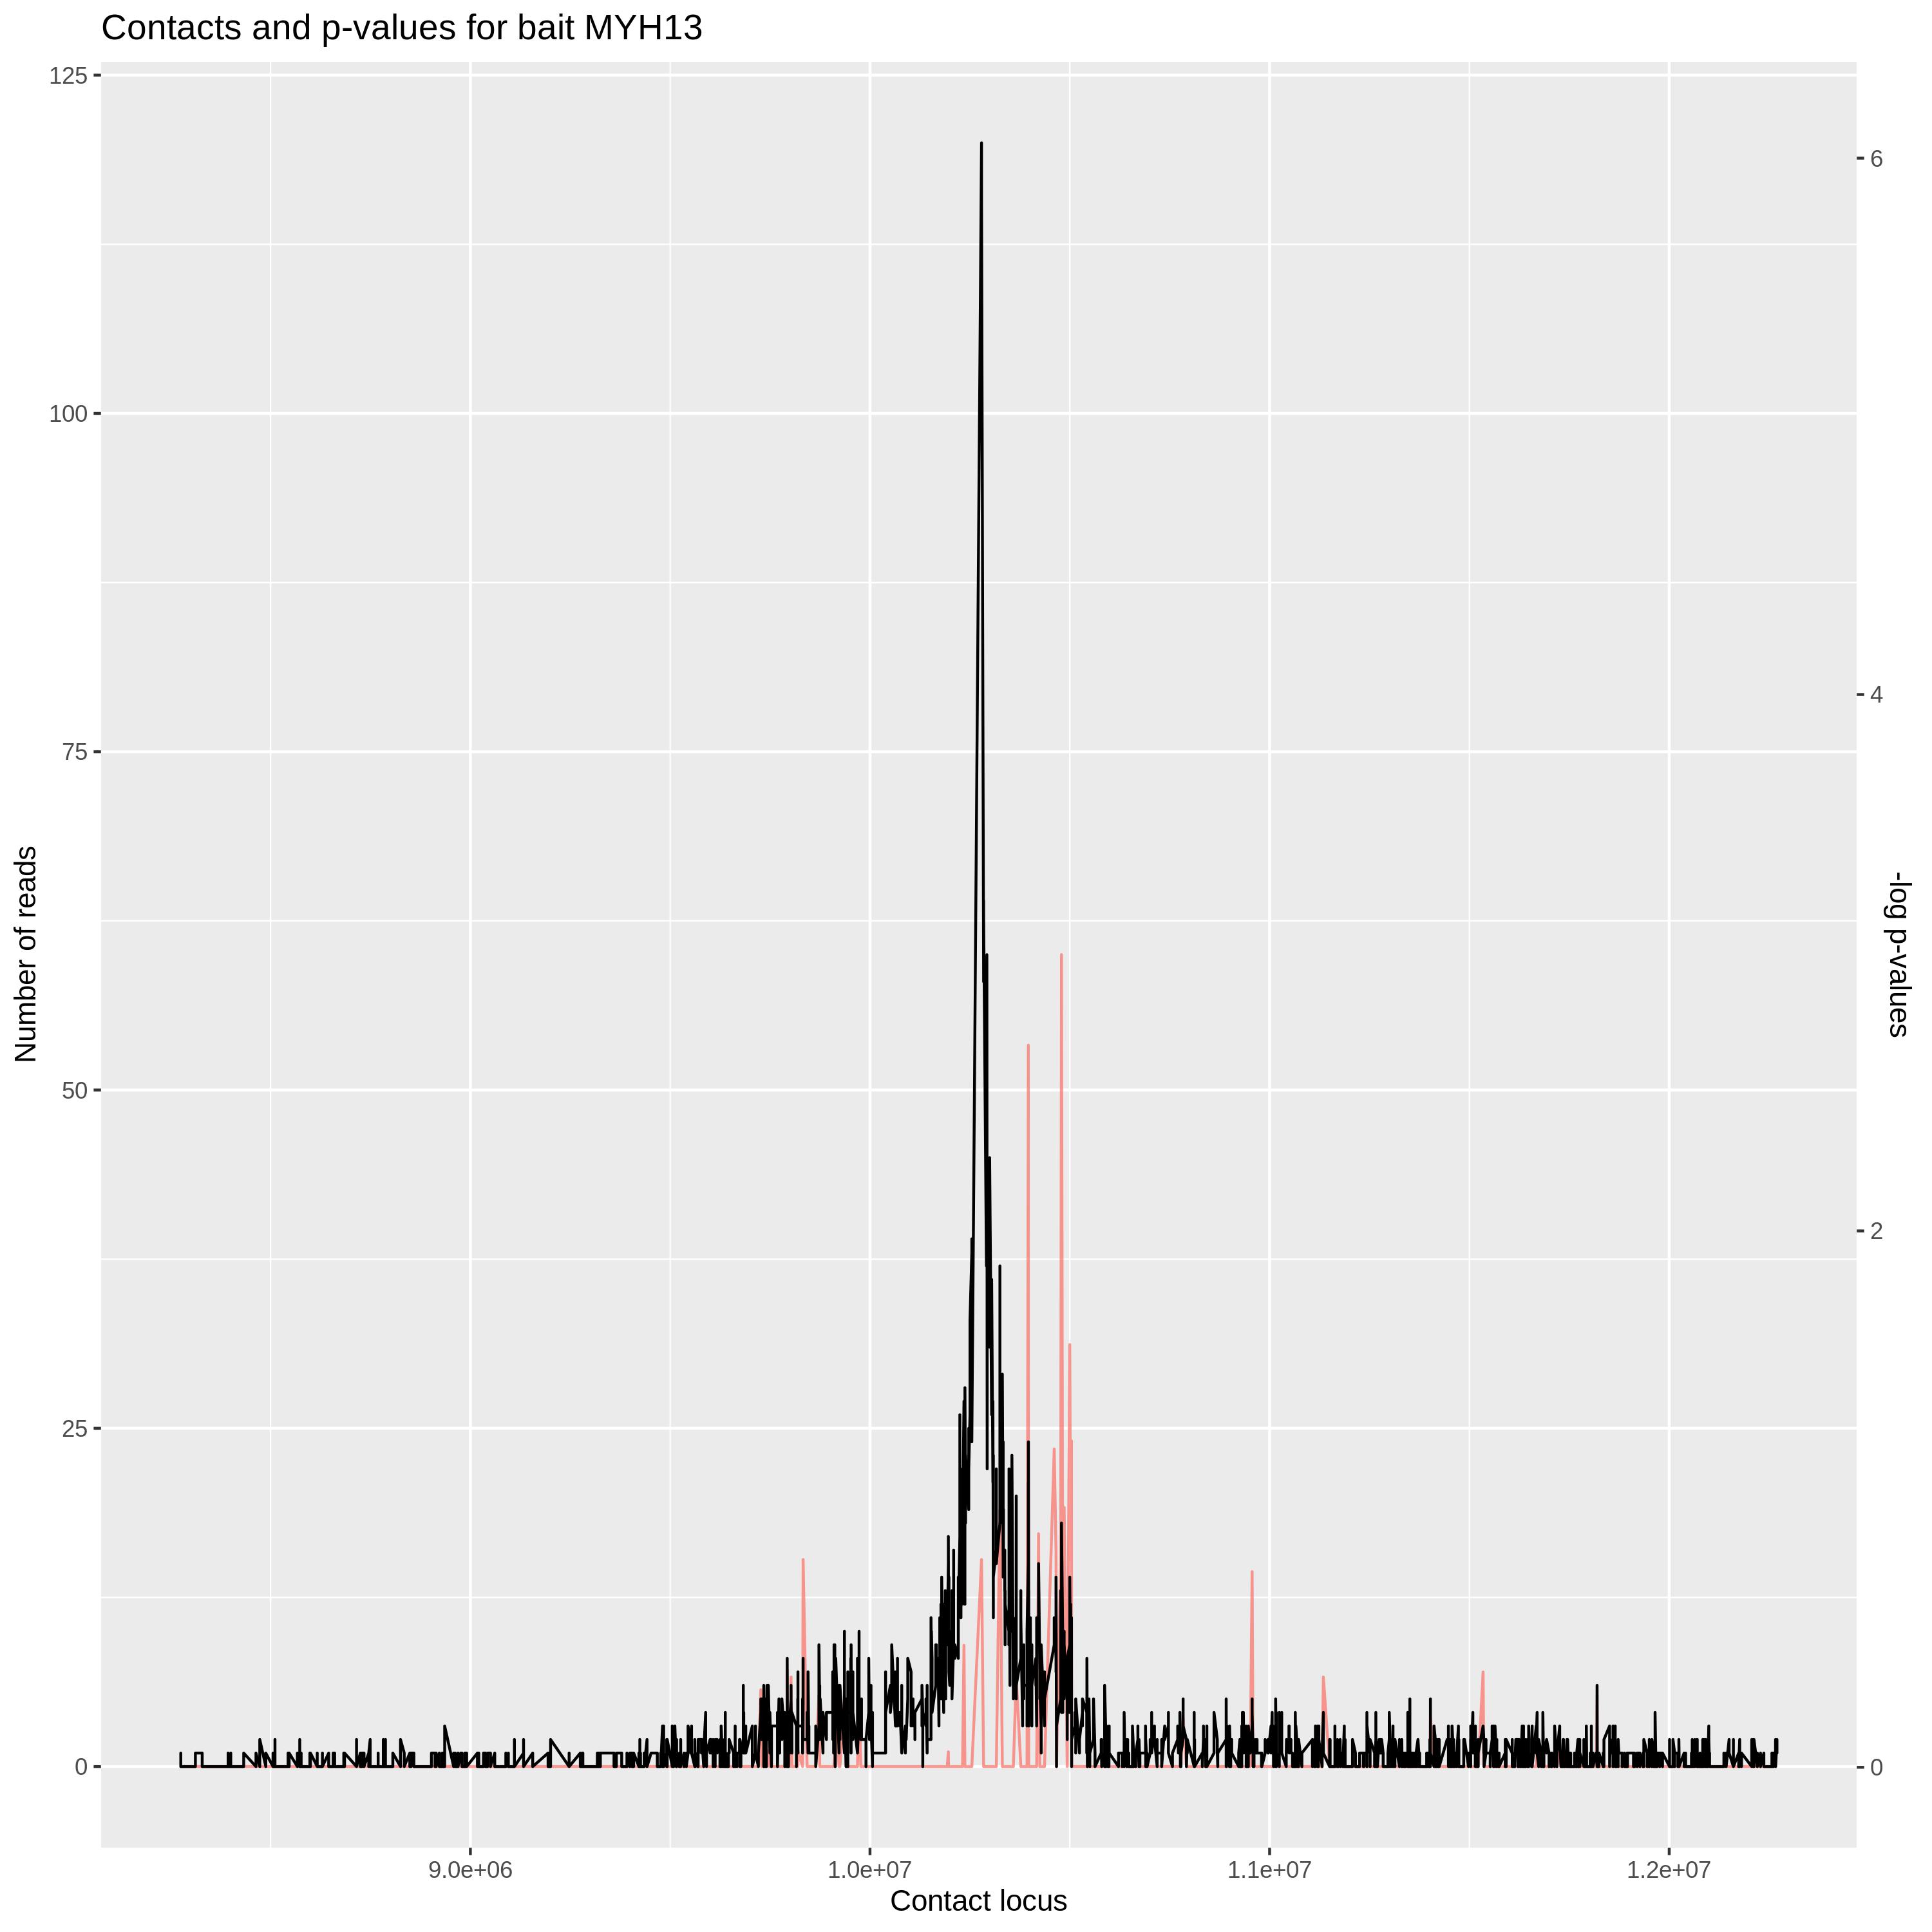 Contacts and p-values for bait MYH13
125
100
75
50
25
0
Number of reads
6
4
2
0
-log p-values
9.0e+06
1.0e+07
1.1e+07
1.2e+07
Contact locus